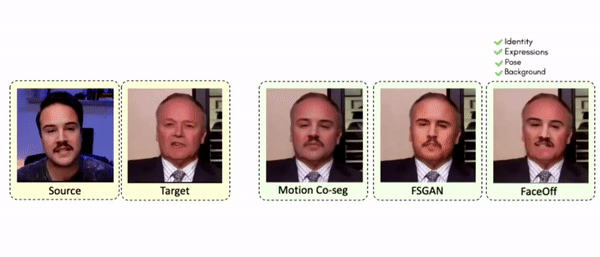 Identity
Expressions
Pose
Background
Source
Target
Motion Co-seg
FSGAN
FaceOff